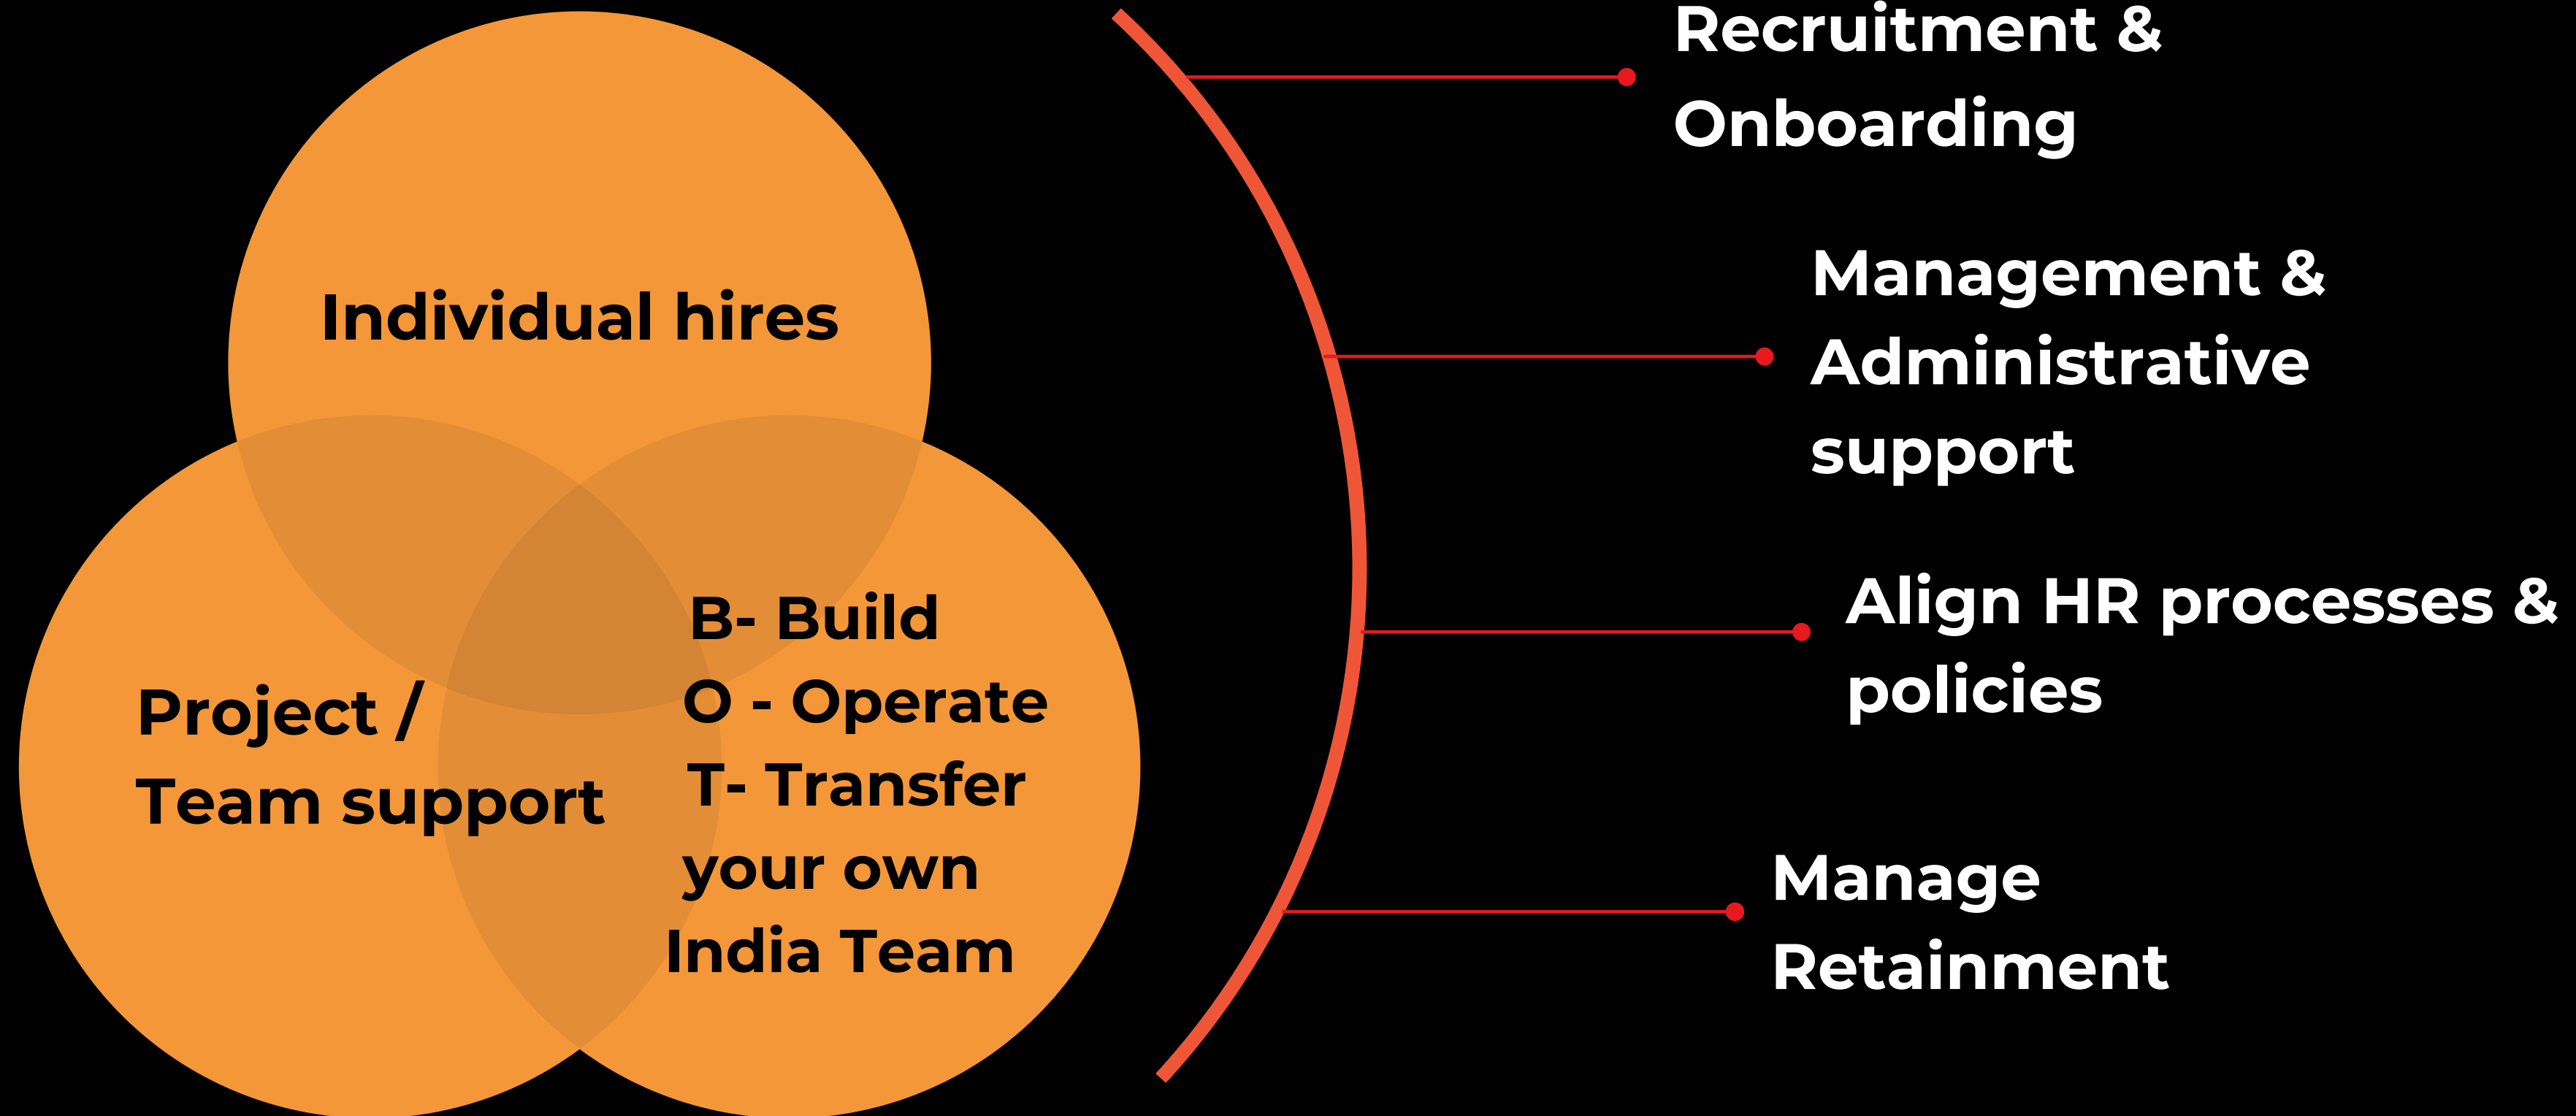 Individual hires
Project /
Team support
B- Build
O - Operate
T- Transfer
your own
India Team
Recruitment &
Onboarding
Management &
Administrative
support
Align HR processes &
policies
Manage
Retainment